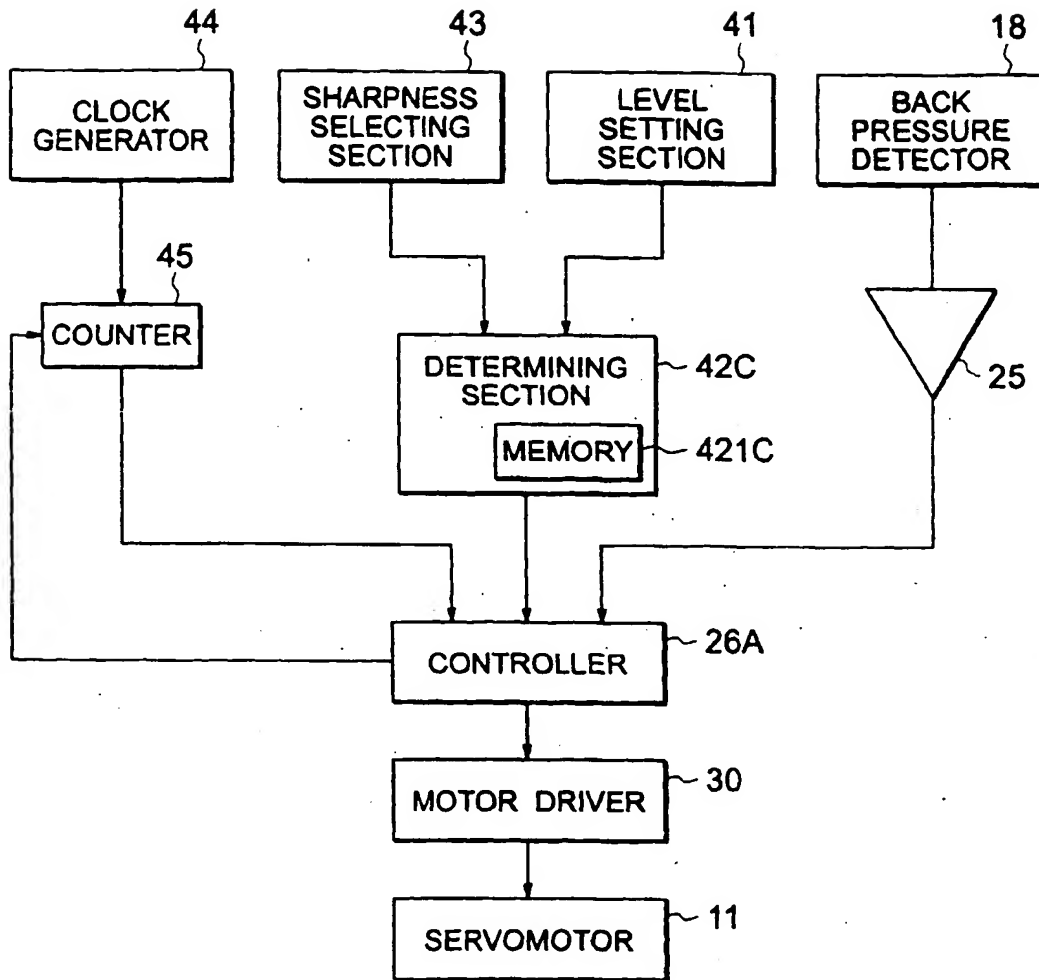 44
43
41
18
CLOCK
GENERATOR
SHARPNESS
SELECTING
SECTION
LEVEL
SETTING
SECTION
BACK
PRESSURE
DETECTOR
45
COUNTER
DETERMINING
SECTION
42C
MEMORY
421C
25
CONTROLLER
26A
MOTOR DRIVER
30
SERVOMOTOR
11